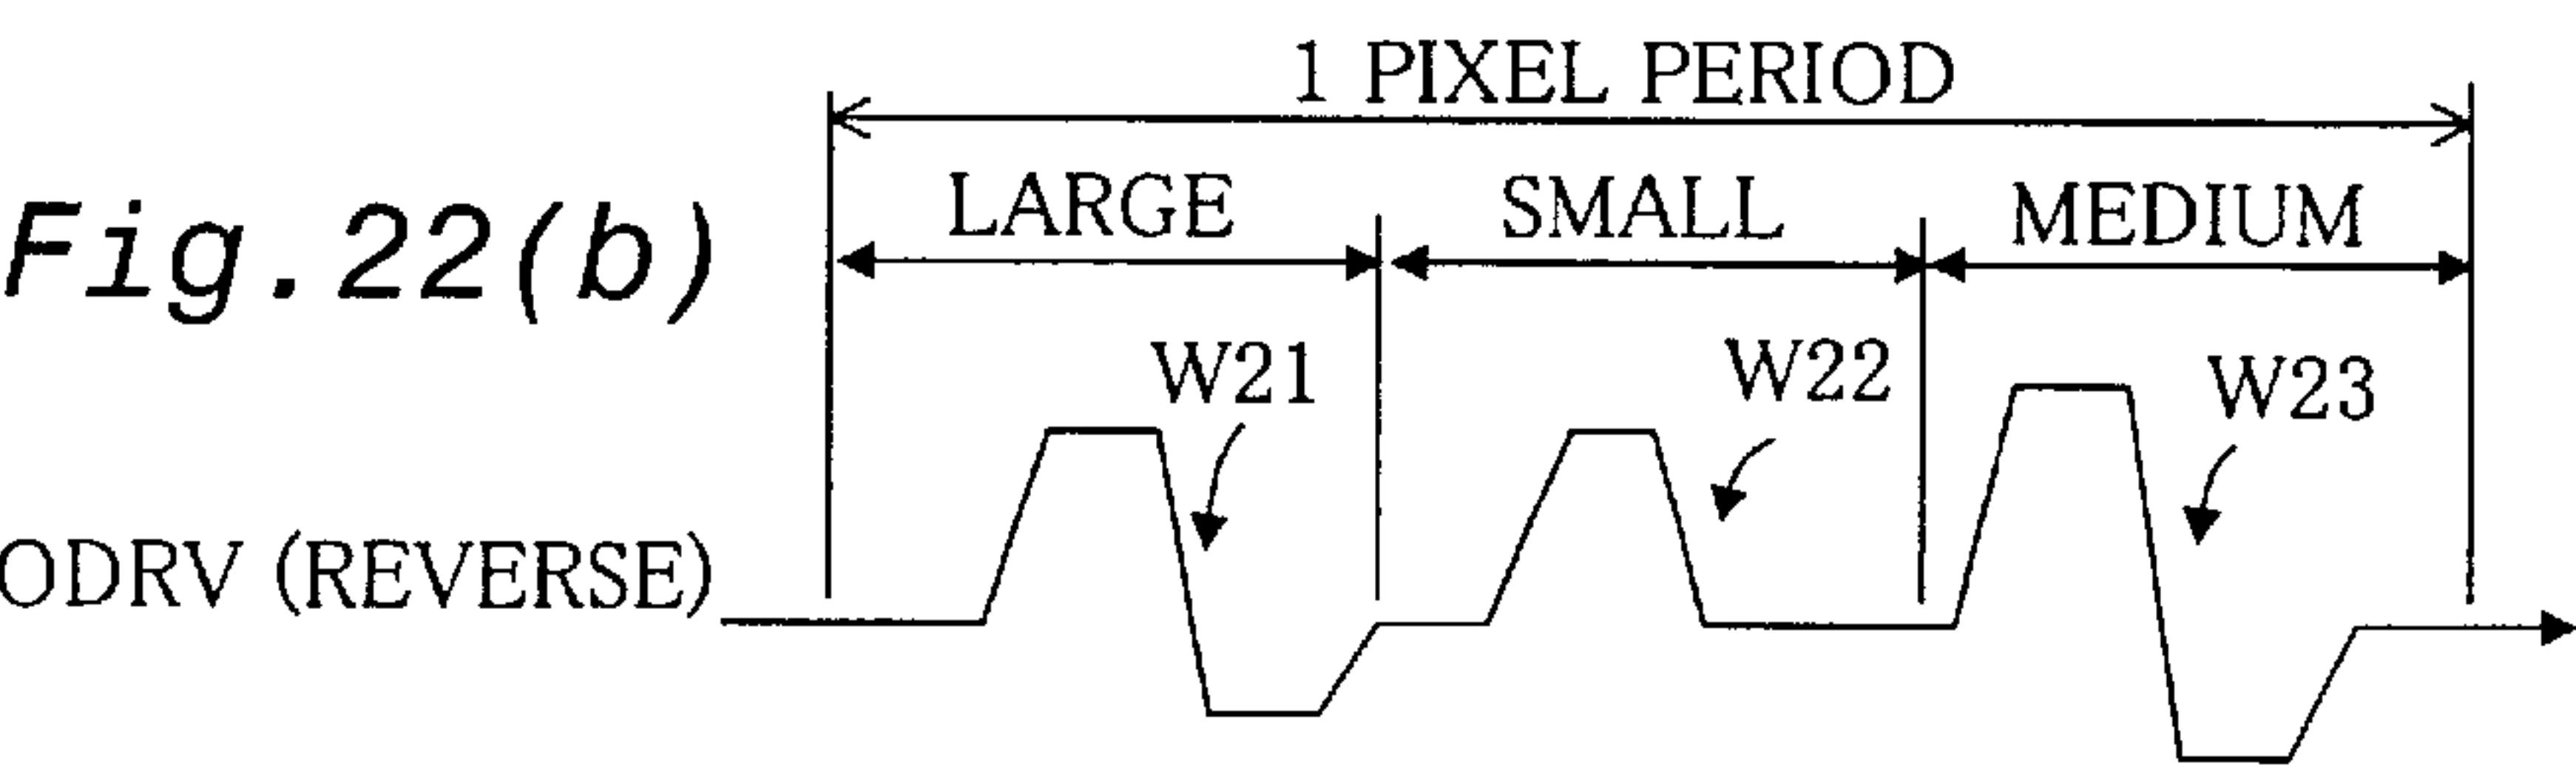 1 PIXEL PERIOD
LARGE SMALL MEDIUM
Fig.22(b)
W21 W22 W23
ODRV (REVERSE)